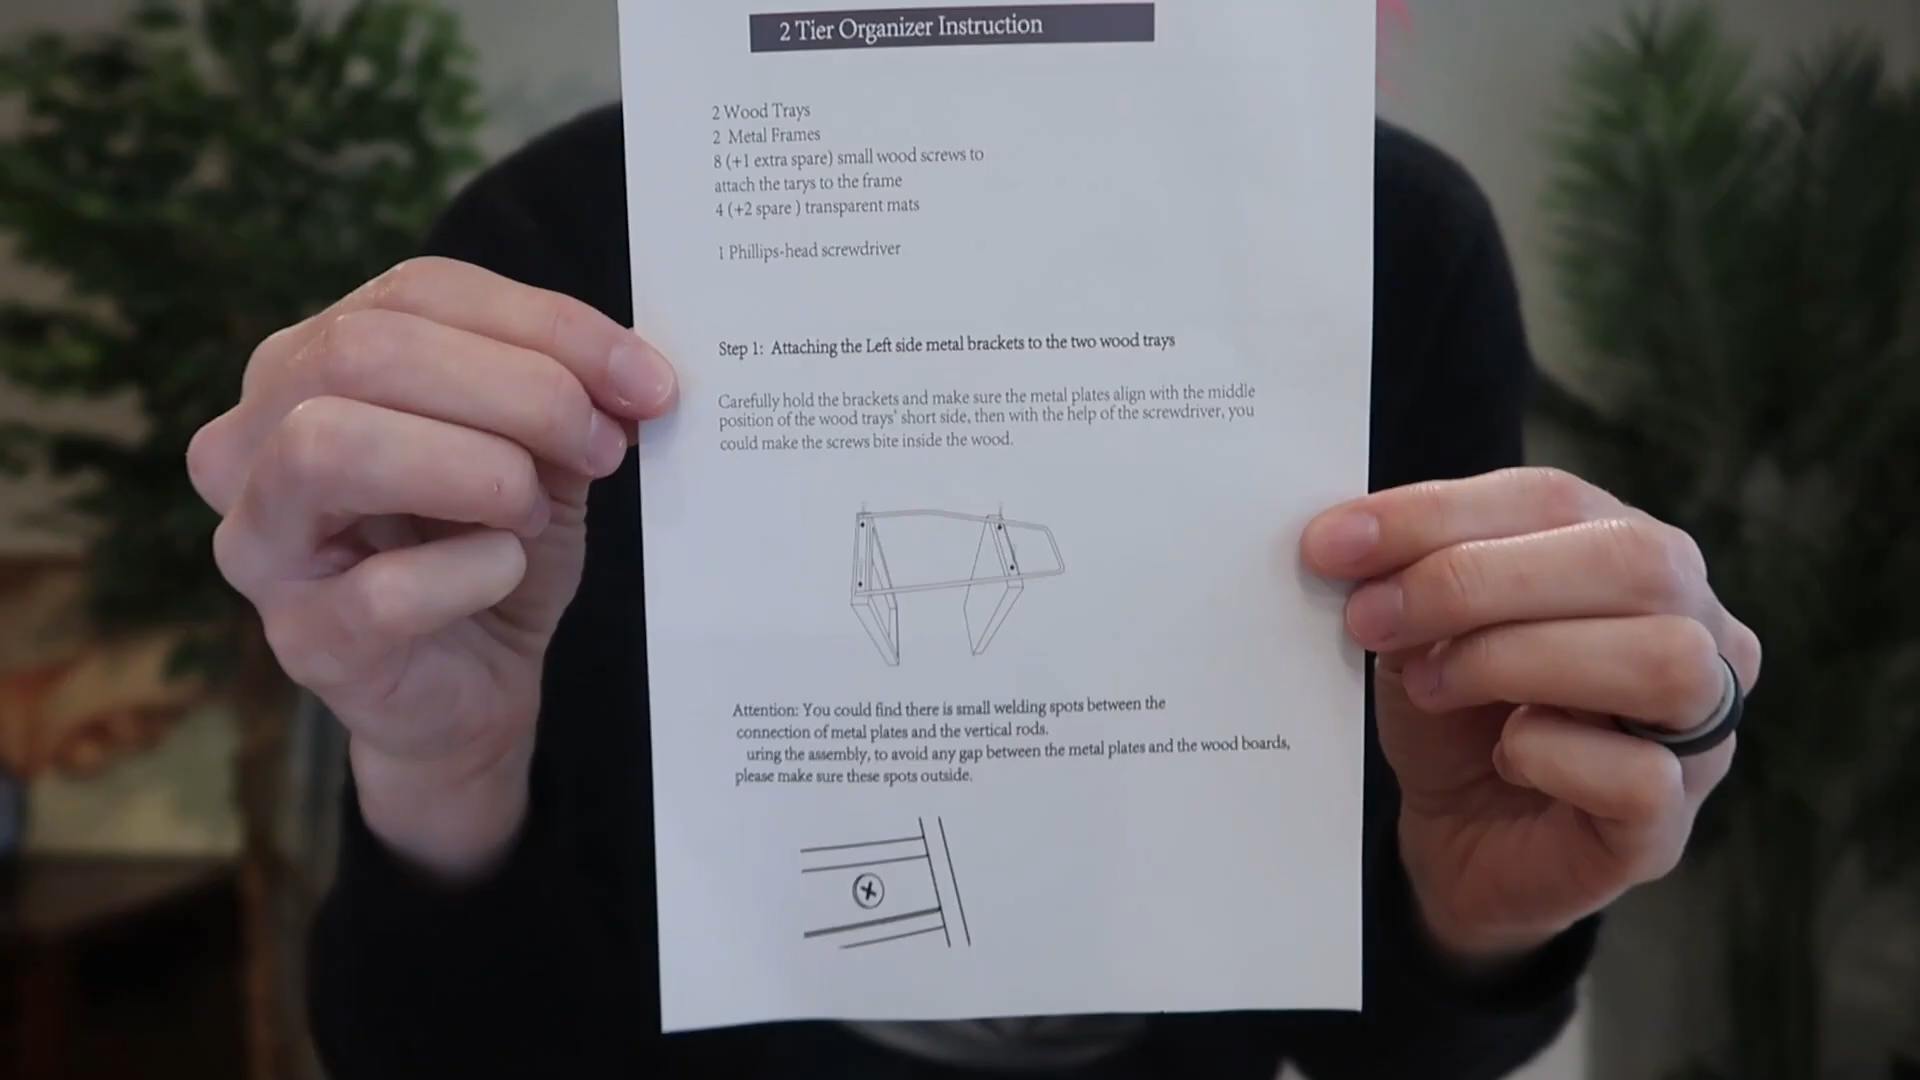 2 Tier Organizer Instruction
2 Wood Trays
2 Metal Frames
8 (+1 extra spare) small wood screws to
attach the tarys to the frame
4 (+2 spare ) transparent mats
1 Phillips-head screwdriver
Step 1: Attaching the Left side metal brackets to the two wood trays
Carefully hold the brackets and make sure the metal plates align with the middle
position of the wood trays' short side, then with the help of the screwdriver, you
could make the screws bite inside the wood.
Attention: You could find there is small welding spots between the
connection of metal plates and the vertical rods.
uring the assembly, to avoid any gap between the metal plates and the wood boards,
please make sure these spots outside.